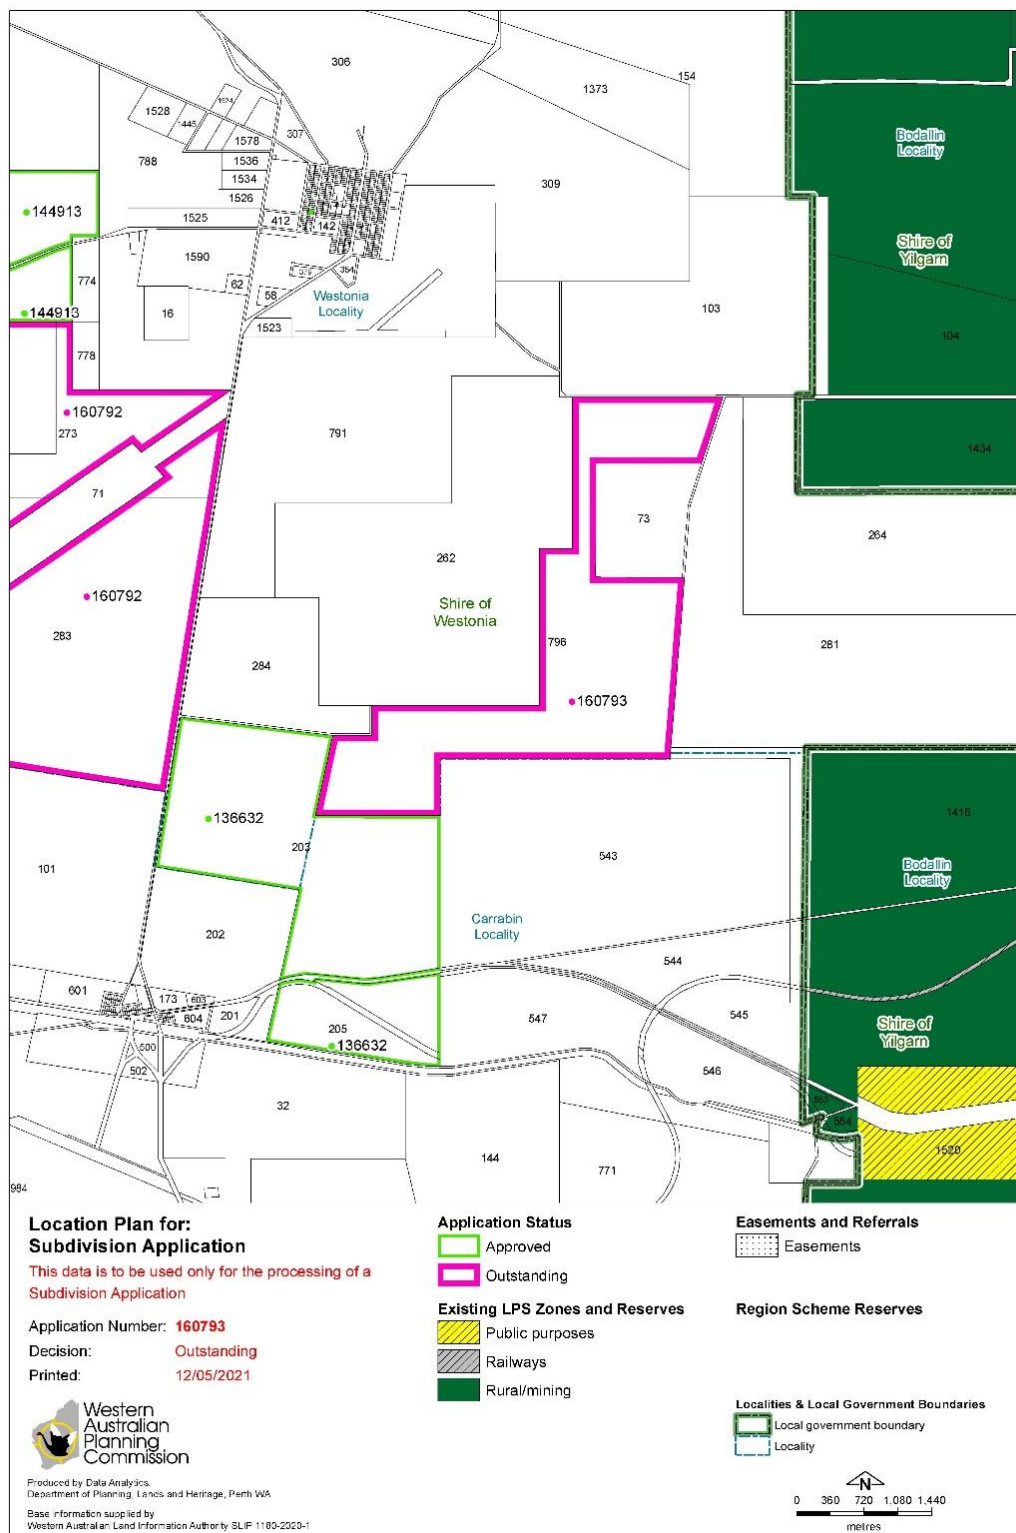 306
154
1373
1528
1524
1445
307
1578
788
1536
1534
1526
144913
1525
412
142
309
Bodallin
Locality
Shire of
Yilgarn
1590
774
62
58
354
144913
16
1523
Westonia
Locality
103
104
778
160792
273
791
1434
71
73
264
262
160792
283
Shire of
Westonia
796
281
284
160793
136632
203
101
543
1416
Bodallin
Locality
Carrabin
Locality
202
544
601
173
603
804
201
205
547
545
Shire of
Yilgarn
136632
500
502
546
554
32
144
771
1520
984
Location Plan for:
Subdivision Application
This data is to be used only for the processing of a
Subdivision Application
Application Number: 160793
Decision: Outstanding
Printed: 12/05/2021
Western
Australian
Planning
Commission
Produced by Data Analytics,
Department of Planning, Lands and Heritage, Perth WA
Base information supplied by
Western Australian Land Information Authority SLIP 1180-2020-1
Application Status
Approved
Outstanding
Existing LPS Zones and Reserves
Public purposes
Railways
Rural/mining
Easements and Referrals
Easements
Region Scheme Reserves
Localities & Local Government Boundaries
Local government boundary
Locality
N
0 360 720 1,080 1,440
metres